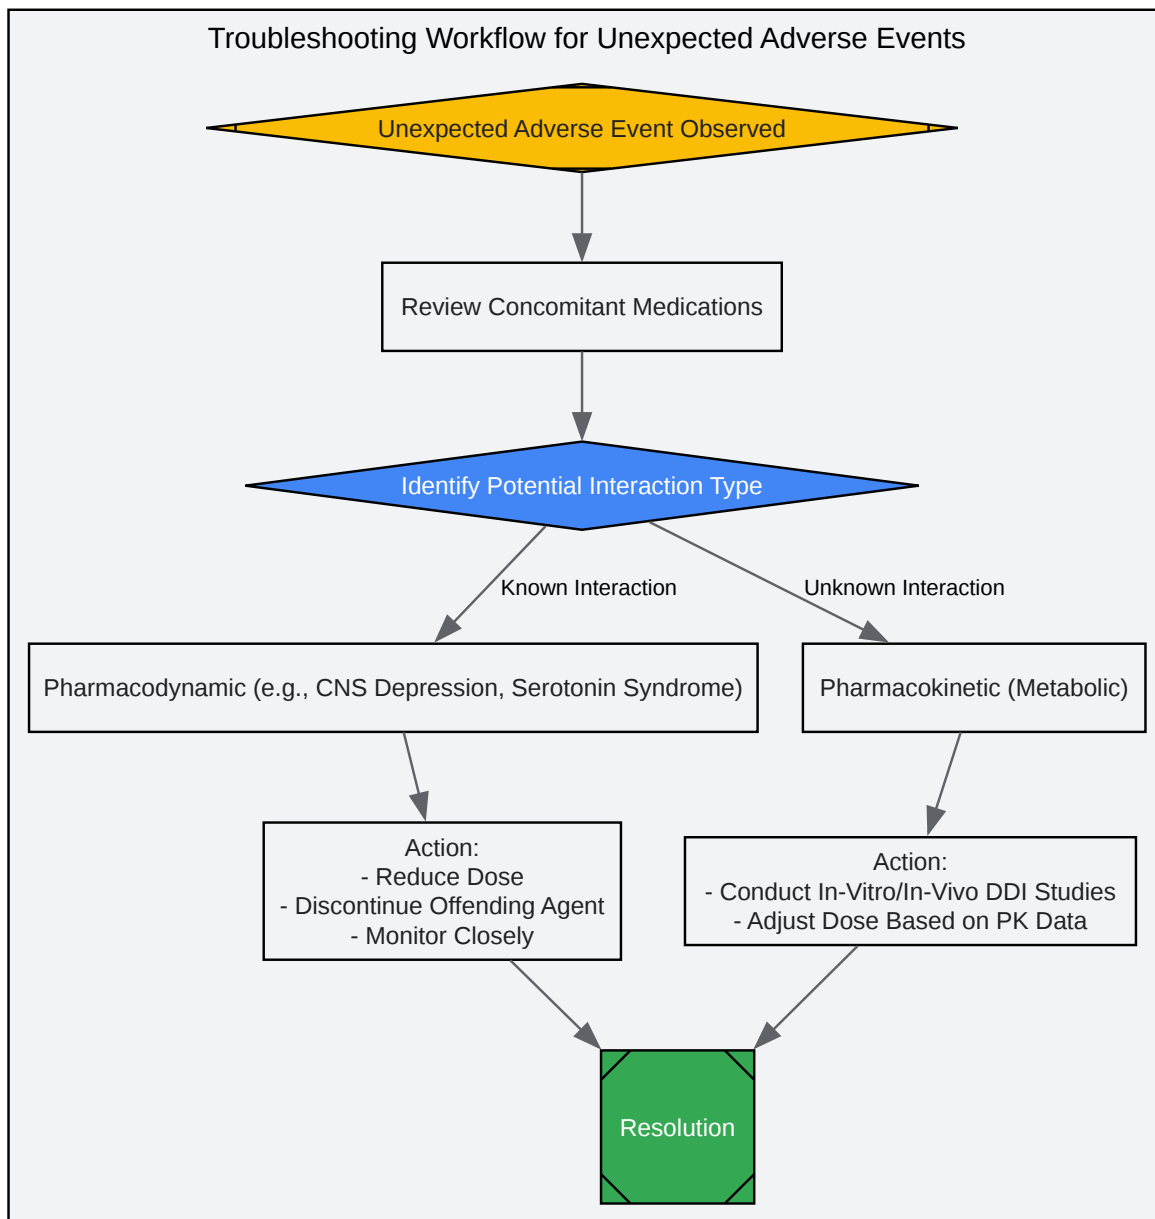 Troubleshooting Workflow for Unexpected Adverse Events
Unexpected Adverse Event Observed
Review Concomitant Medications
Identify Potential Interaction Type
Known Interaction
Unknown Interaction
Pharmacodynamic (e.g., CNS Depression, Serotonin Syndrome)
Pharmacokinetic (Metabolic)
Action:
- Reduce Dose
- Discontinue Offending Agent
- Monitor Closely
Action:
- Conduct In-Vitro/In-Vivo DDI Studies
- Adjust Dose Based on PK Data
Resolution